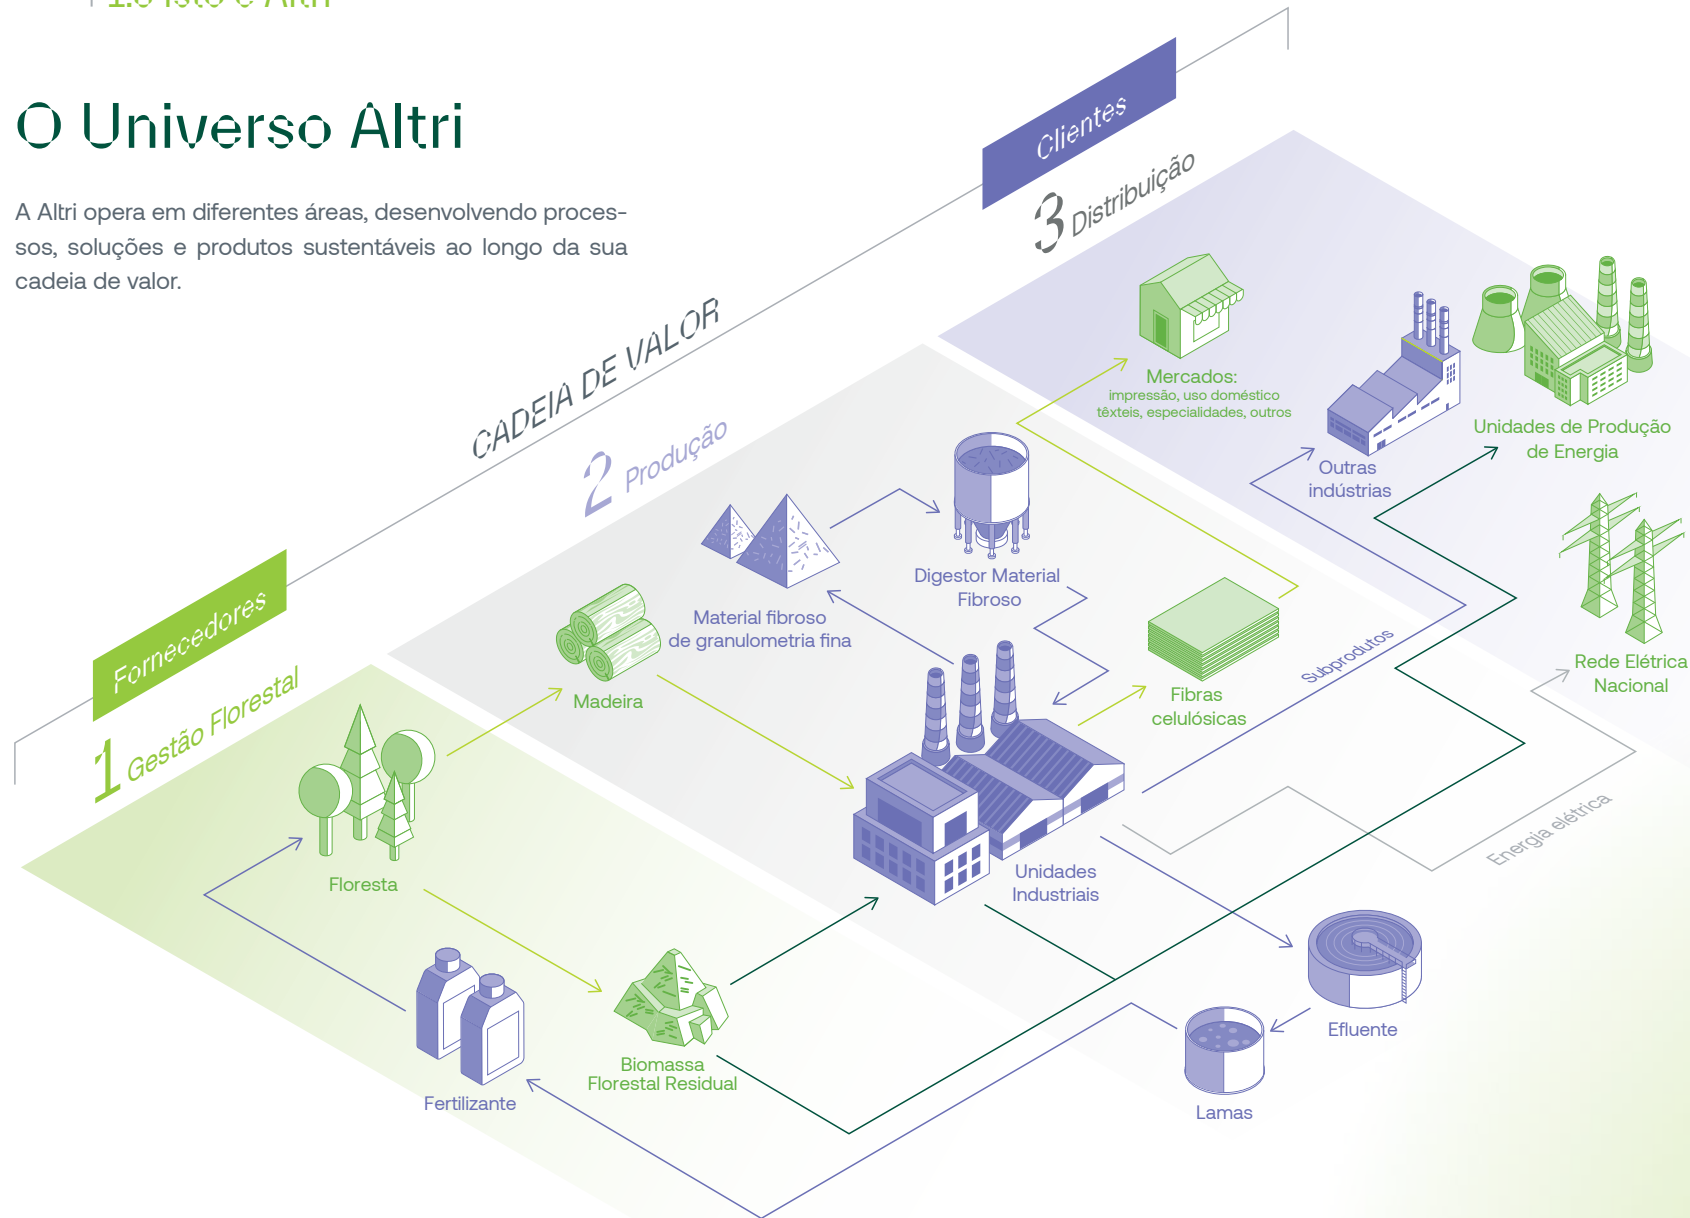 O Universo Altri
A Altri opera em diferentes áreas, desenvolvendo proces-
sos, soluções e produtos sustentáveis ao longo da sua
cadeia de valor.
CADEIA DE VALOR
Fornecedores
1 Gestão Florestal
2 Produção
Clientes
3 Distribuição
Mercados:
impressão, uso doméstico
têxteis, especialidades, outros
Outras
indústrias
Unidades de Produção
de Energia
Rede Elétrica
Nacional
Digestor Material
Fibroso
Material fibroso
de granulometria fina
Madeira
Fibras
celulósicas
Subprodutos
Energia elétrica
Unidades
Industriais
Floresta
Fertilizante
Biomassa
Florestal Residual
Efluente
Lamas